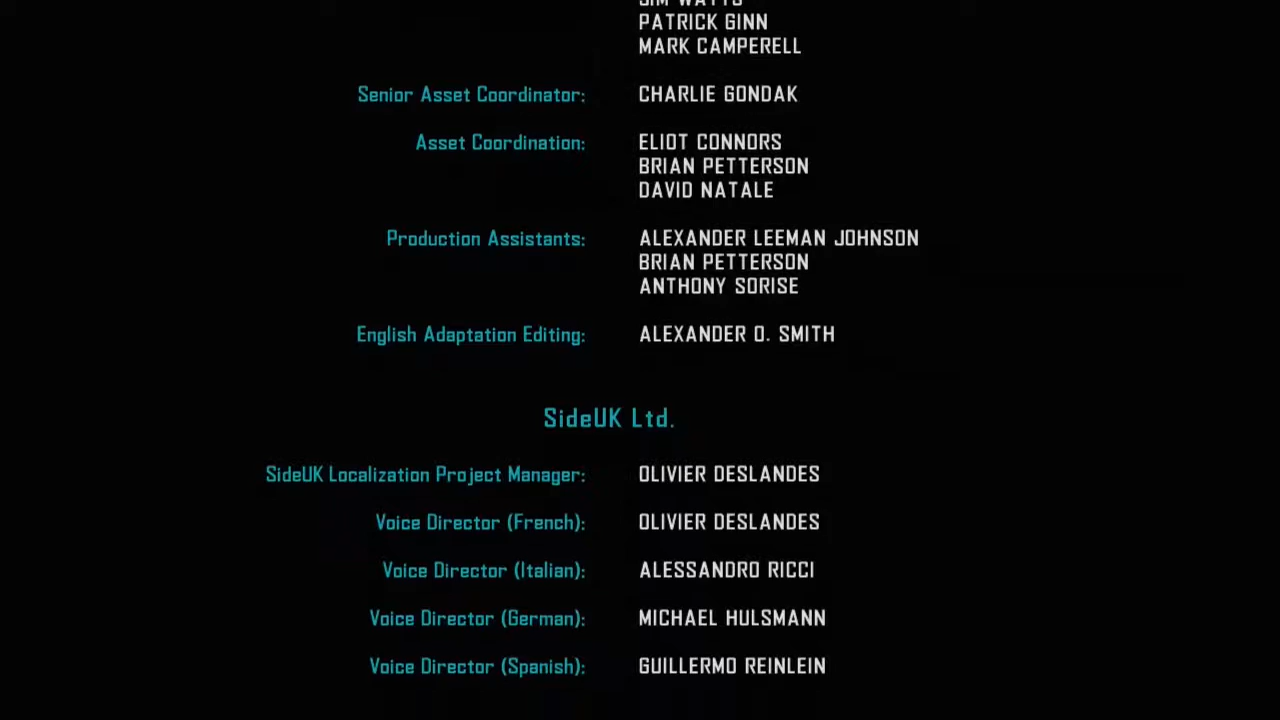 PATRICK GINN
MARK CAMPERELL
Senior Asset Coordinator: CHARLIE GONDAK
Asset Coordination: ELIOT CONNORS
BRIAN PETTERSON
DAVID NATALE
Production Assistants: ALEXANDER LEEMAN JOHNSON
BRIAN PETTERSON
ANTHONY SORISE
English Adaptation Editing: ALEXANDER O. SMITH
SideUK Ltd.
SideUK Localization Project Manager: OLIVIER DESLANDES
Voice Director (French): OLIVIER DESLANDES
Voice Director (Italian): ALESSANDRO RICCI
Voice Director (German): MICHAEL HULSMANN
Voice Director (Spanish): GUILLERMO REINLEIN